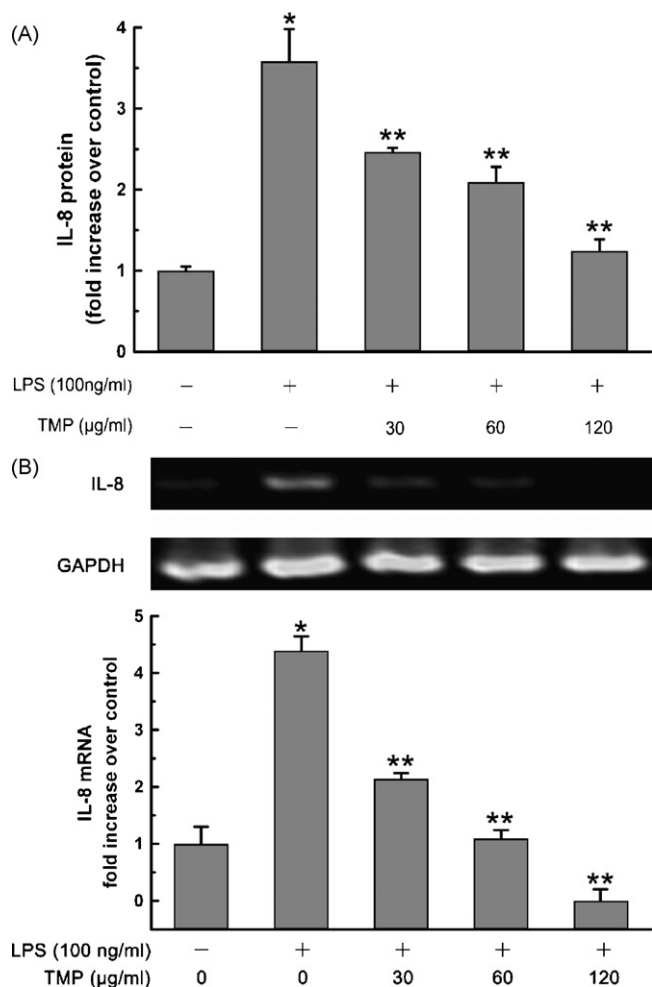 (A)
IL-8 protein
(fold increase over control)
4
3
2
1
0
*
**
**
**
LPS (100ng/ml) – + + + +
TMP (μg/ml) – – 30 60 120
(B)
IL-8
GAPDH
IL-8 mRNA
fold increase over control
5
4
2
1
0
*
**
**
**
LPS (100 ng/ml) – + + + +
TMP (μg/ml) 0 0 30 60 120